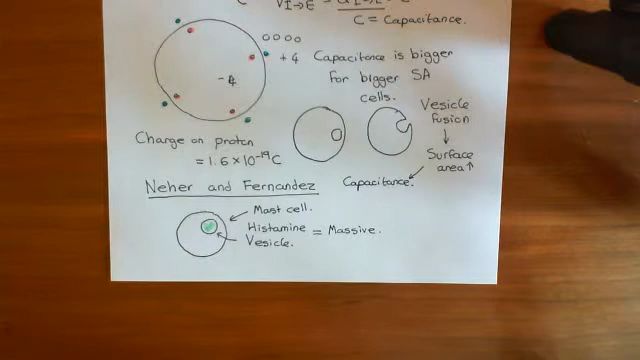 C = Capacitance.
+4 Capacitance is bigger
for bigger SA
cells.
-4
Vesicle
fusion
Surface
area↑
Capacitance.
Charge on proton
= 1.6 × 10⁻¹⁹C
Neher and Fernandez
Mast cell.
Histamine = Massive.
Vesicle.